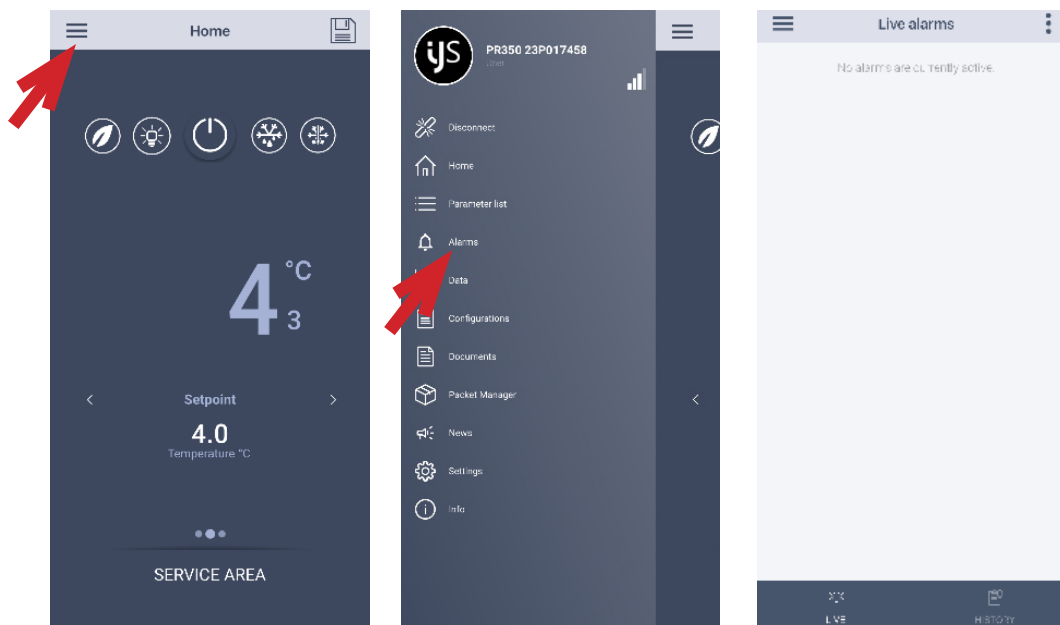 Home
°C
4
3
Setpoint
4.0
Temperature °C
SERVICE AREA
ijs
PR350 23P017458
User
Disconnect
Home
Parameter list
Alarms
Data
Configurations
Documents
Packet Manager
News
Settings
Info
Live alarms
No alarms are currently active.
LIVE
HISTORY